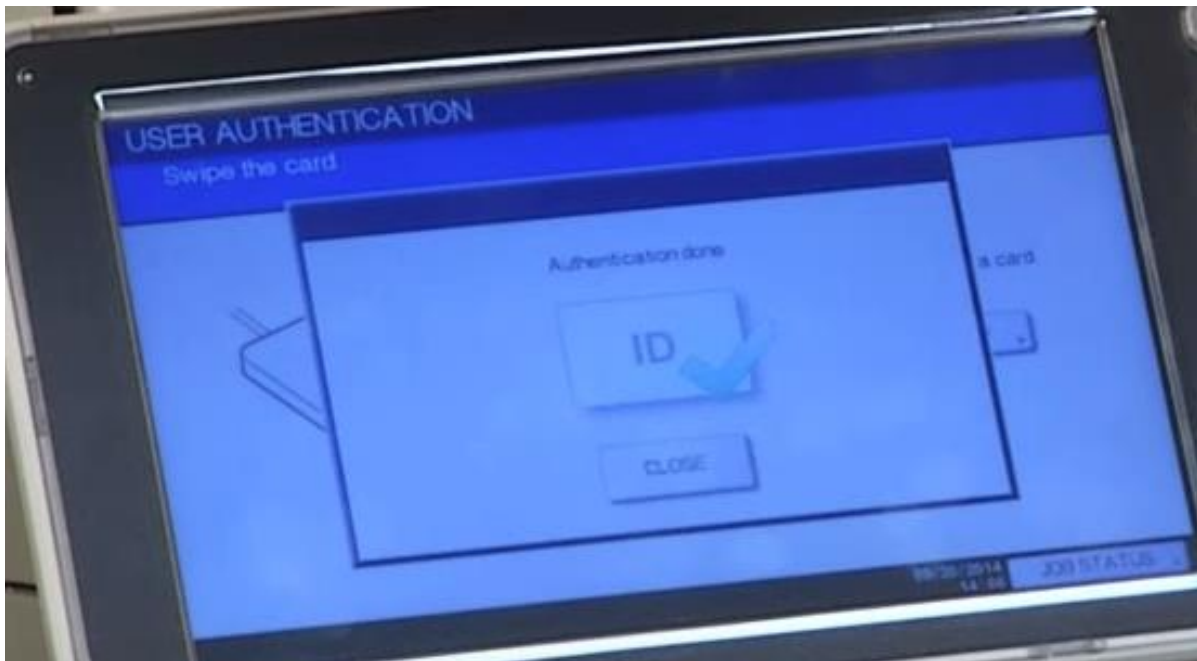 USER AUTHENTICATION
Swipe the card
Authentication done
a card
ID
CLOSE
JOB STATUS